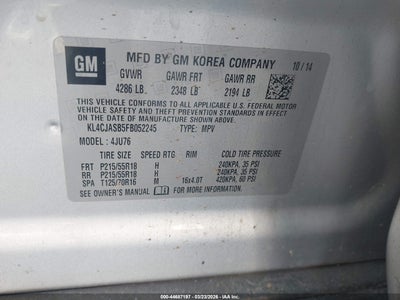 GM
MFD BY GM KOREA COMPANY 10/14
GVWR GAWR FRT GAWR RR
4286 LB. 2348 LB 2194 LB
THIS VEHICLE CONFORMS TO ALL APPLICABLE U.S. FEDERAL MOTOR
VEHICLE SAFETY, BUMPER, AND THEFT PREVENTION STANDARDS
IN EFFECT ON THE DATE OF MANUFACTURE SHOWN ABOVE.
KL4CJASB5FB052245 TYPE: MPV
MODEL: 4JU76
TIRE SIZE SPEED RTG RIM COLD TIRE PRESSURE
FRT P215/55R18 H 240KPA, 35 PSI
RR P215/55R18 H 240KPA, 35 PSI
SPA T125/70R16 M 16x4.0T 420KPA, 60 PSI
SEE OWNER'S MANUAL FOR MORE INFORMATION
ID: 000-44687197 - 03/23/2026 - © IAA Holdings, LLC